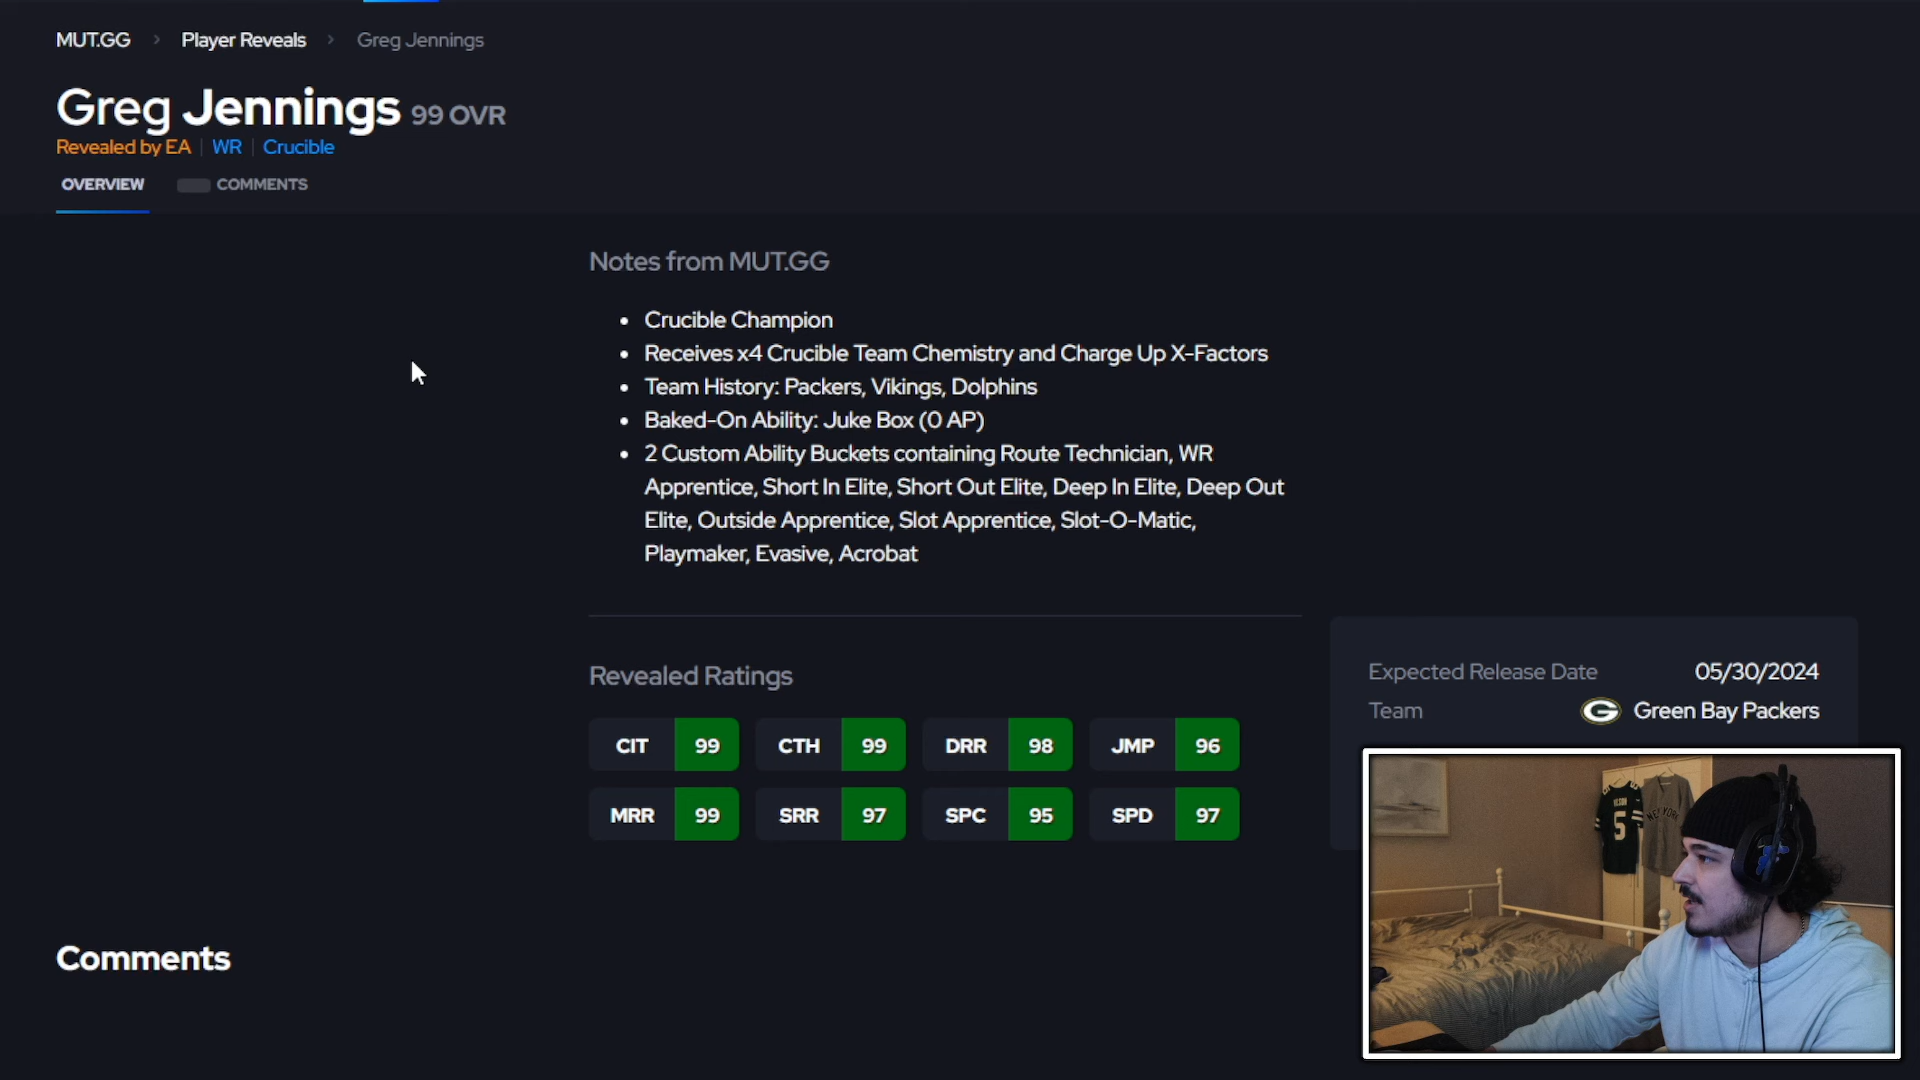 MUT.GG > Player Reveals > Greg Jennings
Greg Jennings 99 OVR
Revealed by EA | WR | Crucible
OVERVIEW COMMENTS
Notes from MUT.GG
• Crucible Champion
• Receives x4 Crucible Team Chemistry and Charge Up X-Factors
• Team History: Packers, Vikings, Dolphins
• Baked-On Ability: Juke Box (0 AP)
• 2 Custom Ability Buckets containing Route Technician, WR
Apprentice, Short In Elite, Short Out Elite, Deep In Elite, Deep Out
Elite, Outside Apprentice, Slot Apprentice, Slot-O-Matic,
Playmaker, Evasive, Acrobat
Revealed Ratings
CIT 99 CTH 99 DRR 98 JMP 96
MRR 99 SRR 97 SPC 95 SPD 97
Expected Release Date 05/30/2024
Team G Green Bay Packers
5
NEW YORK
Comments